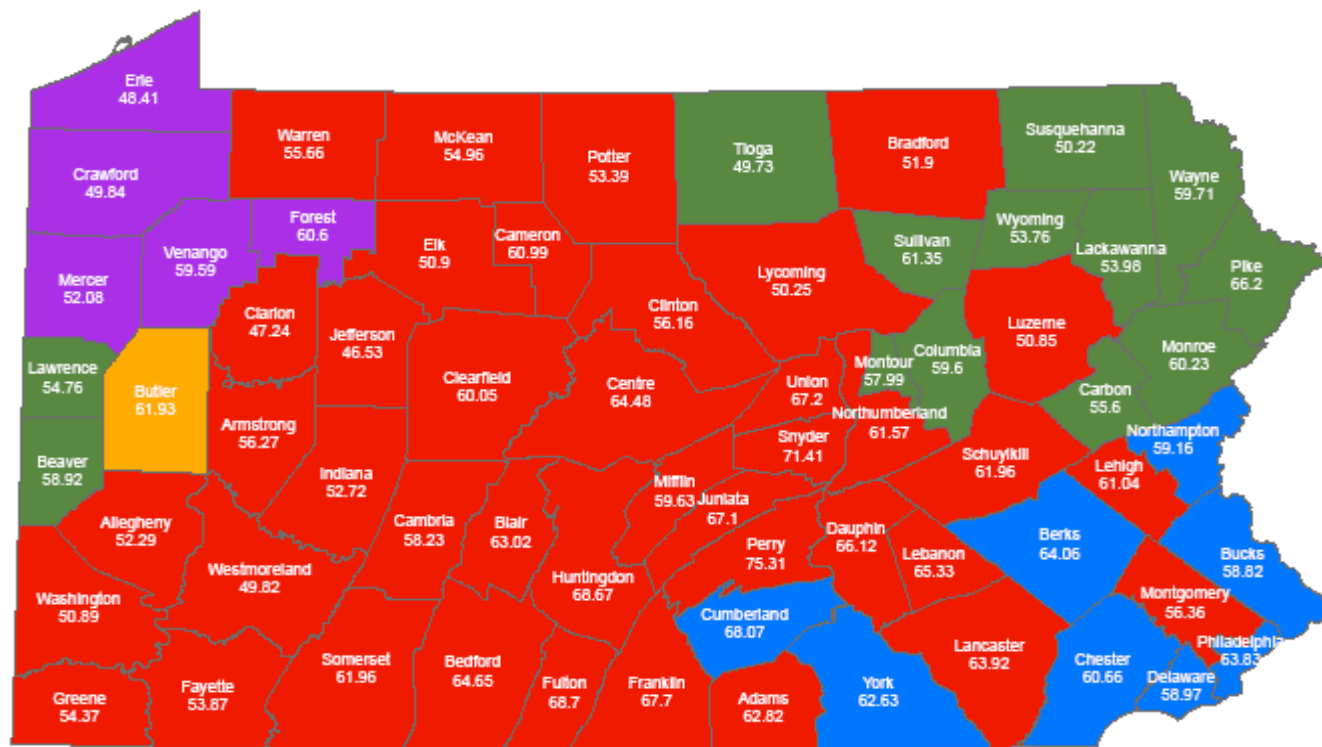 Erie
48.41
Warren
55.66
McKean
54.96
Potter
53.39
Tioga
49.73
Bradford
51.9
Susquehanna
50.22
Wayne
59.71
Crawford
49.84
Forest
60.6
Venango
59.59
Elk
50.9
Cameron
60.99
Sullivan
61.35
Wyoming
53.76
Lackawanna
53.98
Pike
66.2
Mercer
52.08
Clarion
47.24
Jefferson
46.53
Clinton
56.16
Lycoming
50.25
Luzerne
50.85
Monroe
60.23
Lawrence
54.76
Butler
61.93
Clearfield
60.05
Centre
64.48
Union
67.2
Montour
57.99
Columbia
59.6
Carbon
55.6
Armstrong
56.27
Northumberland
61.57
Northampton
59.16
Beaver
58.92
Indiana
52.72
Snyder
71.41
Schuylkill
61.96
Lehigh
61.04
Mifflin
59.63
Juniata
67.1
Allegheny
52.29
Cambria
58.23
Blair
63.02
Perry
75.31
Dauphin
66.12
Lebanon
65.33
Berks
64.06
Bucks
58.82
Westmoreland
49.82
Huntingdon
68.67
Washington
50.89
Cumberland
68.07
Montgomery
56.36
Philadelphia
63.83
Somerset
61.96
Bedford
64.65
Lancaster
63.92
Chester
60.66
Delaware
58.97
Greene
54.37
Fayette
53.87
Fulton
68.7
Franklin
67.7
Adams
62.82
York
62.63